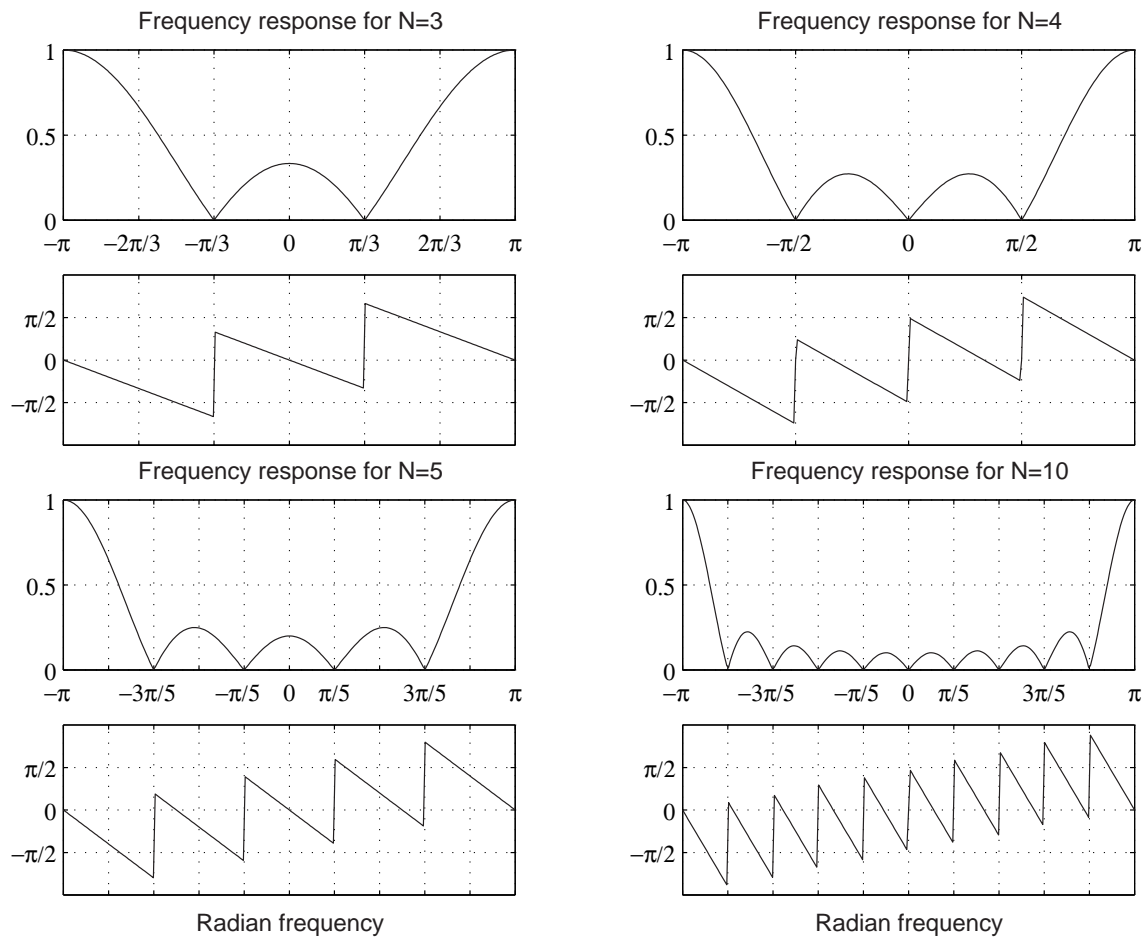 Frequency response for N=3
1
0.5
0
−π −2π/3 −π/3 0 π/3 2π/3 π
π/2
0
−π/2
Frequency response for N=4
1
0.5
0
−π −π/2 0 π/2 π
π/2
0
−π/2
Frequency response for N=5
1
0.5
0
−π −3π/5 −π/5 0 π/5 3π/5 π
π/2
0
−π/2
Radian frequency
Frequency response for N=10
1
0.5
0
−π −3π/5 −π/5 0 π/5 3π/5 π
π/2
0
−π/2
Radian frequency